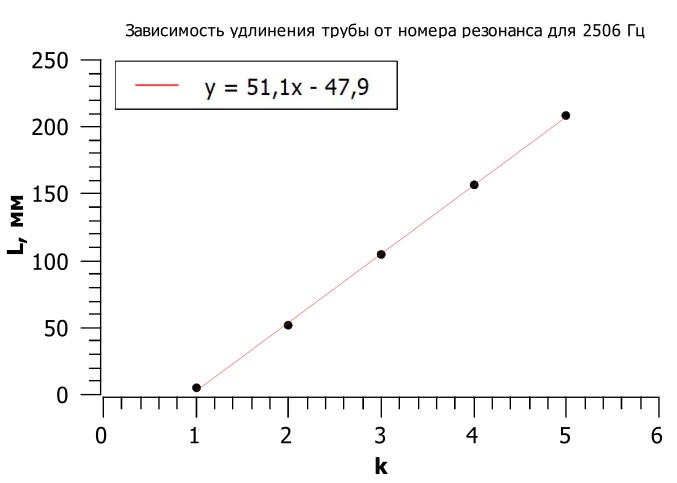 Зависимость удлинения трубы от номера резонанса для 2506 Гц
y = 51,1x - 47,9
250
200
150
100
50
0
L, мм
0 1 2 3 4 5 6
k